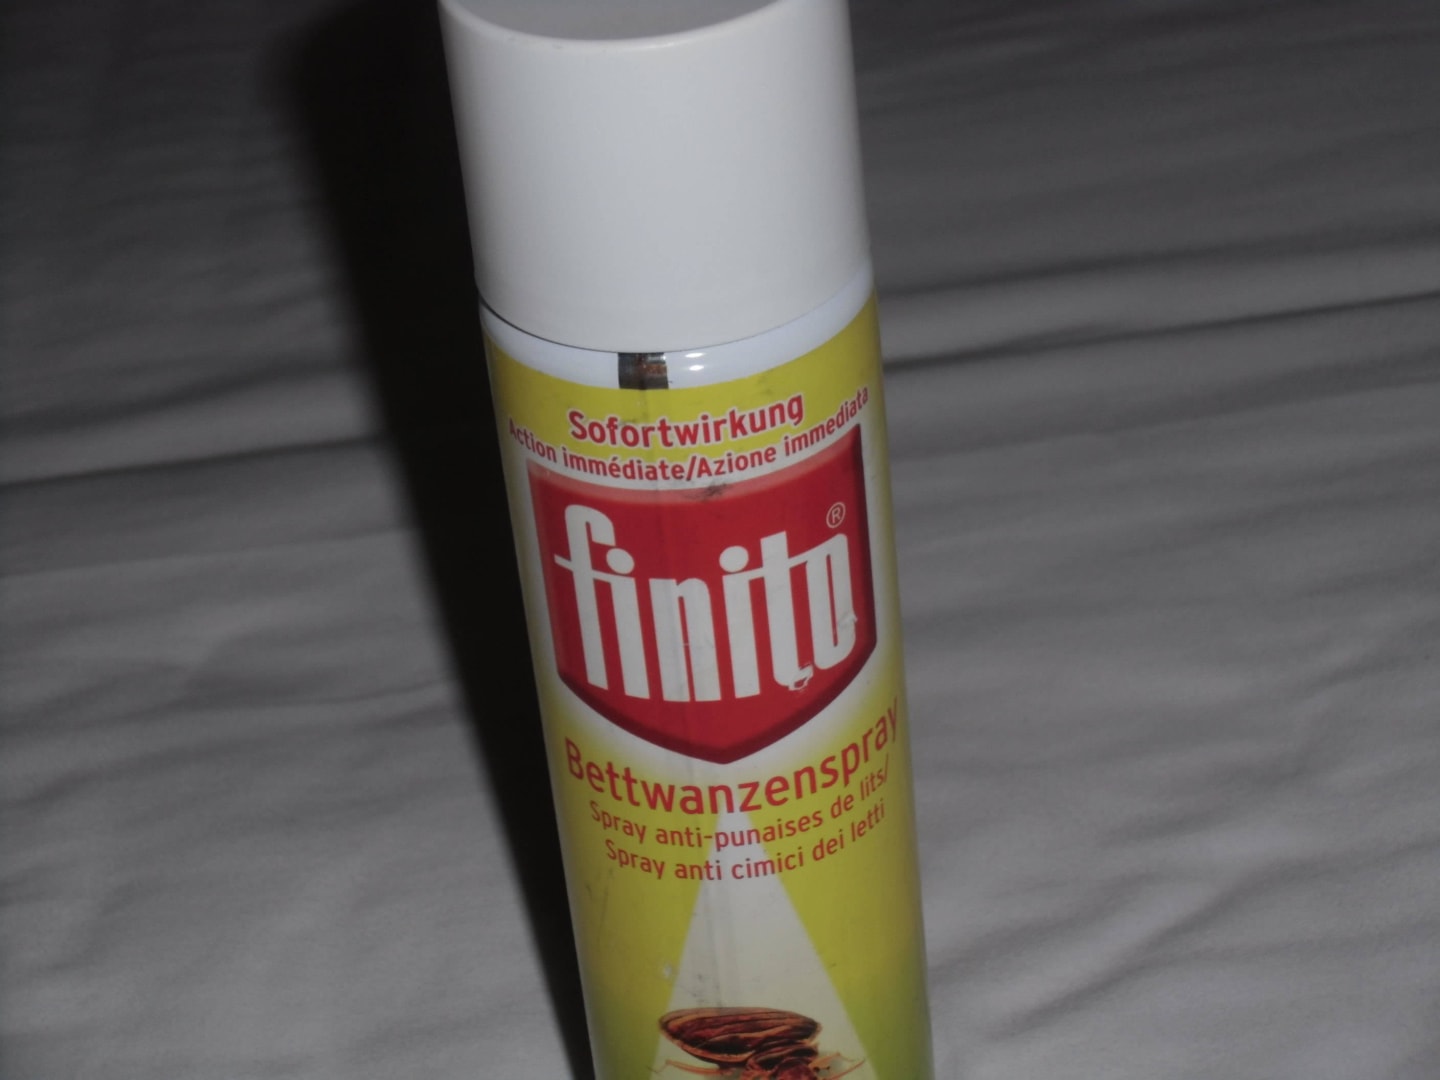 Sofortwirkung
Action immédiate/Azione immediata
finito®
Bettwanzenspray
Spray anti-punaises de lits/
Spray anti cimici dei letti